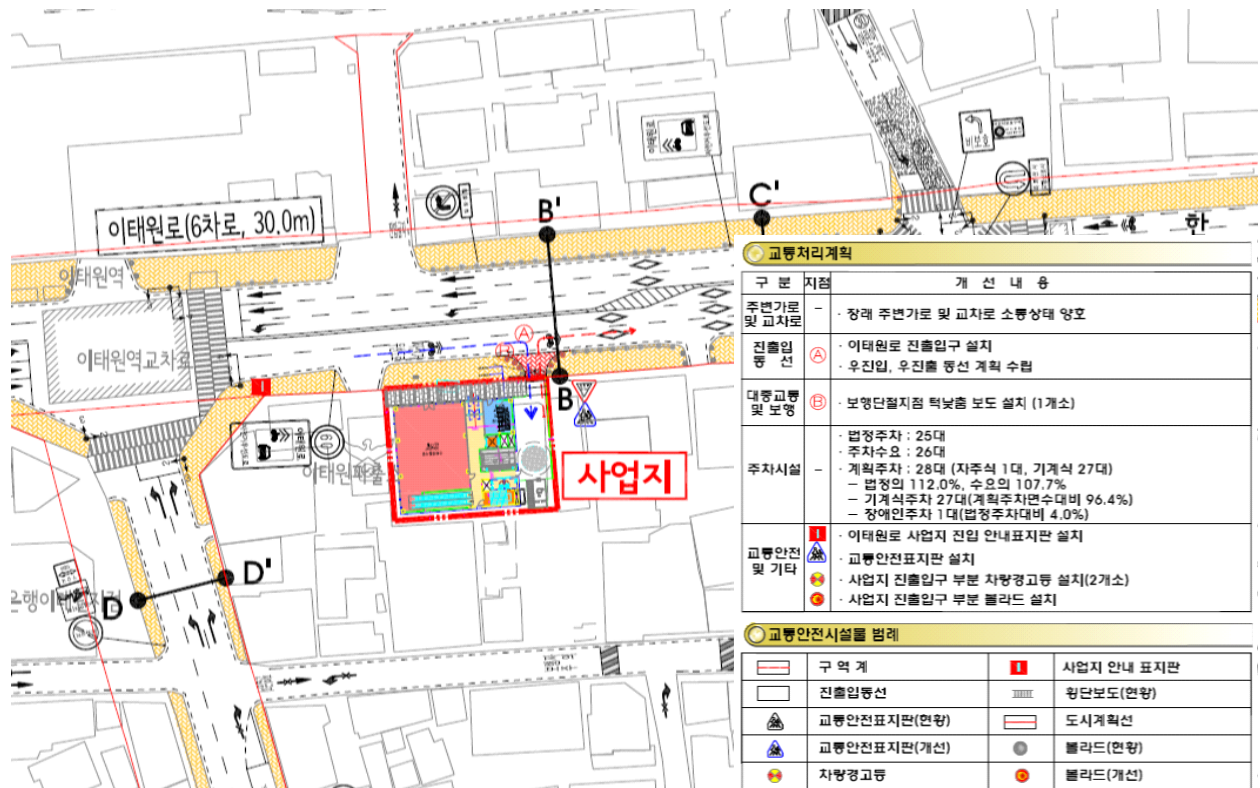 이태원로
비보호
C'
B'
이태원로(6차로, 30.0m)
한
이태원역
이태원역교차로
A
B
B
60
이태원로
사업지
D'
D
교통처리계획
구 분 지점 개 선 내 용
주변가로 및 교차로 - · 장래 주변가로 및 교차로 소통상태 양호
진출입 동 선 A · 이태원로 진출입구 설치
· 우진입, 우진출 동선 계획 수립
대중교통 및 보행 B · 보행단절지점 턱낮춤 보도 설치 (1개소)
주차시설 - · 법정주차 : 25대
· 주차수요 : 26대
· 계획주차 : 28대 (자주식 1대, 기계식 27대)
- 법정의 112.0%, 수요의 107.7%
- 기계식주차 27대(계획주차면수대비 96.4%)
- 장애인주차 1대(법정주차대비 4.0%)
교통안전 및 기타 · 이태원로 사업지 진입 안내표지판 설치
· 교통안전표지판 설치
· 사업지 진출입구 부분 차량경고등 설치(2개소)
· 사업지 진출입구 부분 볼라드 설치
교통안전시설물 범례
구 역 계 사업지 안내 표지판
진출입동선 횡단보도(현황)
교통안전표지판(현황) 도시계획선
교통안전표지판(개선) 볼라드(현황)
차량경고등 볼라드(개선)